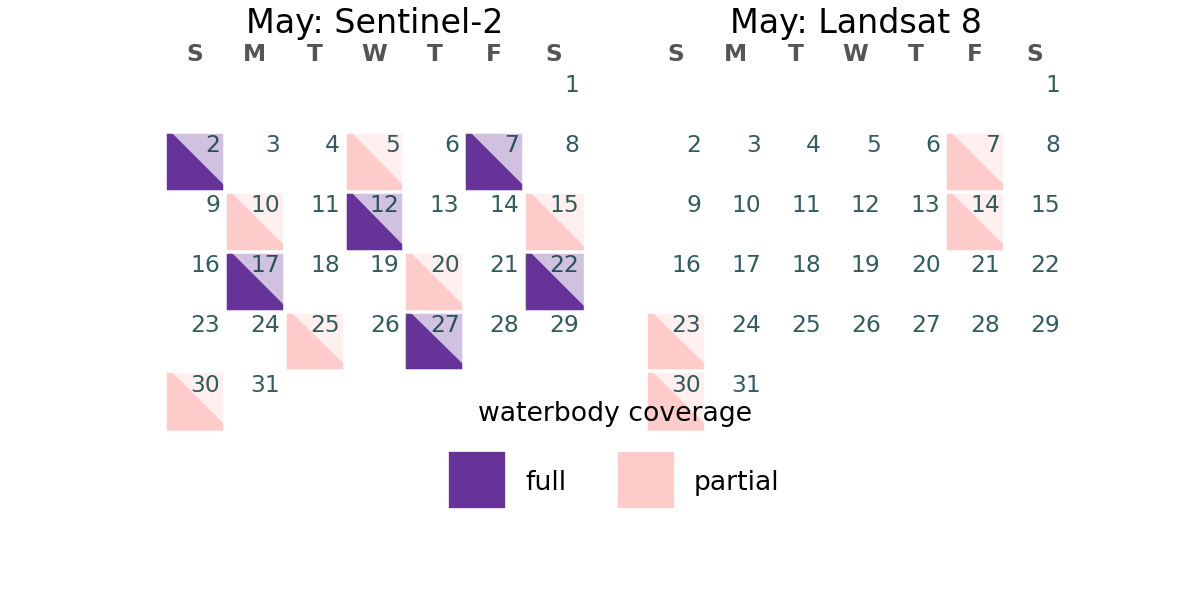 May: Sentinel-2
S M T W T F S
1
2 3 4 5 6 7 8
9 10 11 12 13 14 15
16 17 18 19 20 21 22
23 24 25 26 27 28 29
30 31
May: Landsat 8
S M T W T F S
1
2 3 4 5 6 7 8
9 10 11 12 13 14 15
16 17 18 19 20 21 22
23 24 25 26 27 28 29
30 31
waterbody coverage
full partial